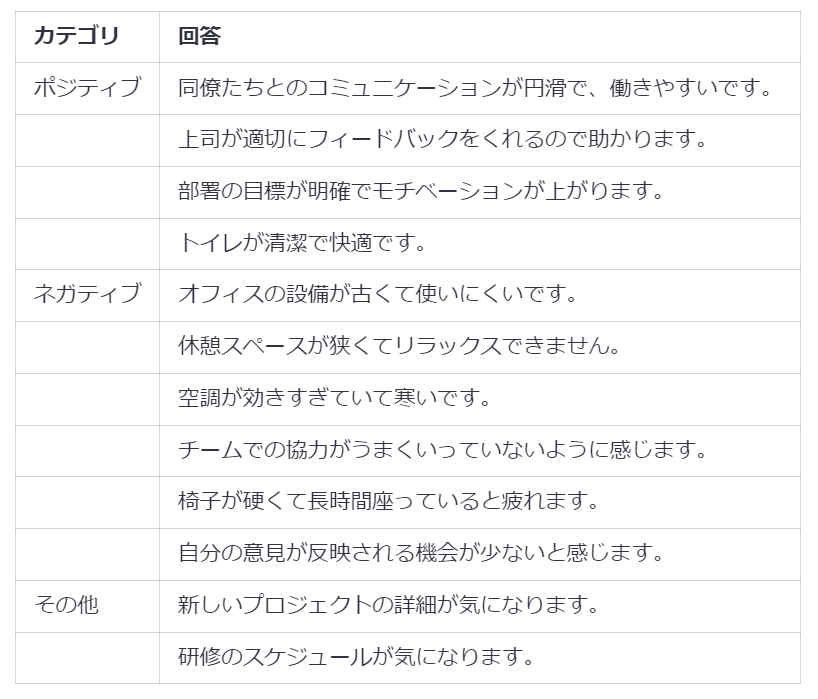 カテゴリ 回答
ポジティブ 同僚たちとのコミュニケーションが円滑で、働きやすいです。
上司が適切にフィードバックをくれるので助かります。
部署の目標が明確でモチベーションが上がります。
トイレが清潔で快適です。
ネガティブ オフィスの設備が古くて使いにくいです。
休憩スペースが狭くてリラックスできません。
空調が効きすぎていて寒いです。
チームでの協力がうまくいっていないように感じます。
椅子が硬くて長時間座っていると疲れます。
自分の意見が反映される機会が少ないと感じます。
その他 新しいプロジェクトの詳細が気になります。
研修のスケジュールが気になります。